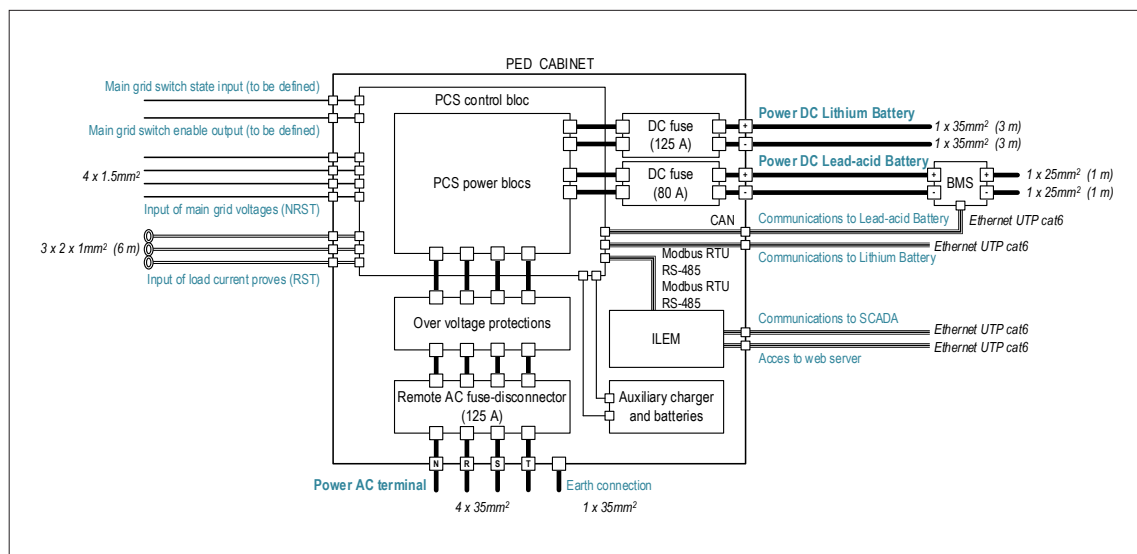 PED CABINET
Main grid switch state input (to be defined)
PCS control bloc
Main grid switch enable output (to be defined)
4 x 1.5mm²
Input of main grid voltages (NRST)
3 x 2 x 1mm² (6 m)
Input of load current proves (RST)
PCS power blocs
DC fuse
(125 A)
DC fuse
(80 A)
Power DC Lithium Battery
+
-
1 x 35mm² (3 m)
1 x 35mm² (3 m)
Power DC Lead-acid Battery
+
-
+
-
BMS
+
-
1 x 25mm² (1 m)
1 x 25mm² (1 m)
CAN
Communications to Lead-acid Battery
Ethernet UTP cat6
Ethernet UTP cat6
Communications to Lithium Battery
Modbus RTU
RS-485
Modbus RTU
RS-485
Over voltage protections
ILEM
Communications to SCADA
Ethernet UTP cat6
Ethernet UTP cat6
Acces to web server
Remote AC fuse-disconnector
(125 A)
Auxiliary charger
and batteries
N
R
S
T
Power AC terminal
4 x 35mm²
Earth connection
1 x 35mm²